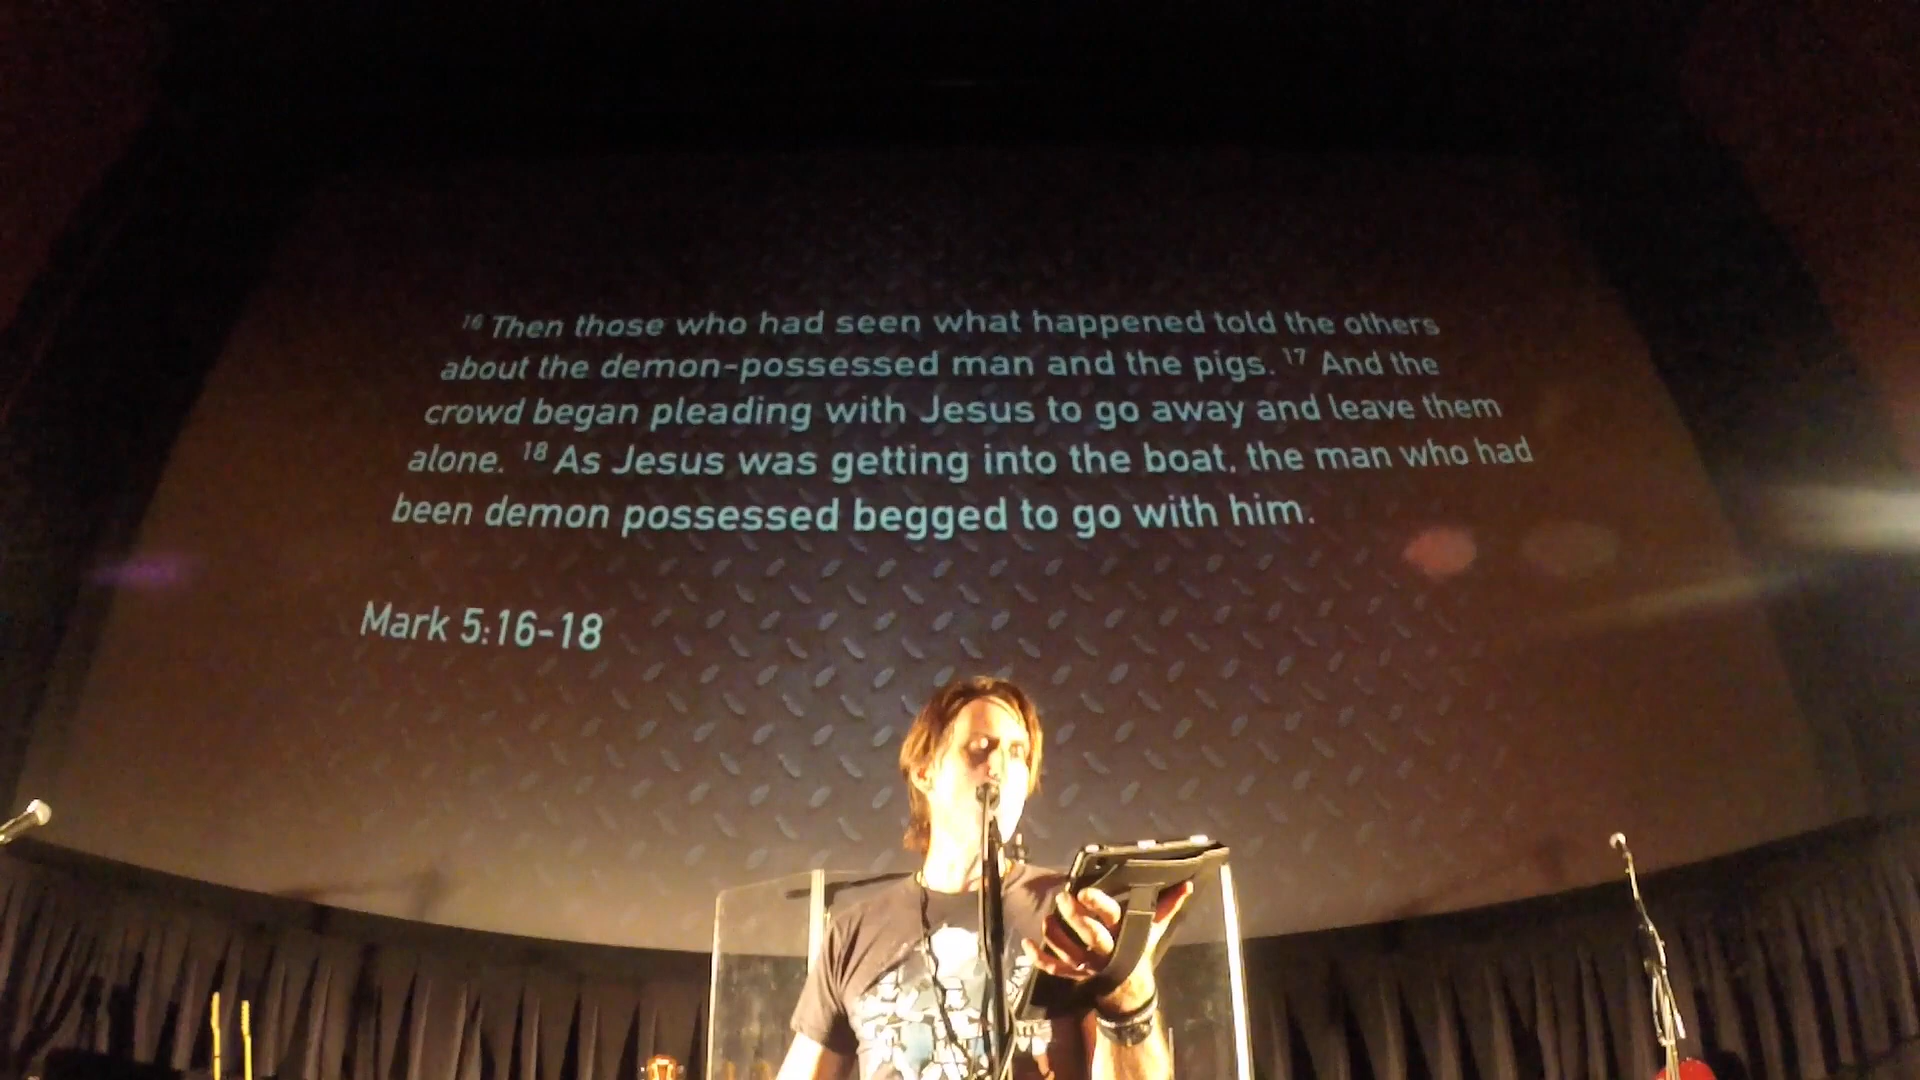 16 Then those who had seen what happened told the others
about the demon-possessed man and the pigs. 17 And the
crowd began pleading with Jesus to go away and leave them
alone. 18 As Jesus was getting into the boat, the man who had
been demon possessed begged to go with him.
Mark 5:16-18